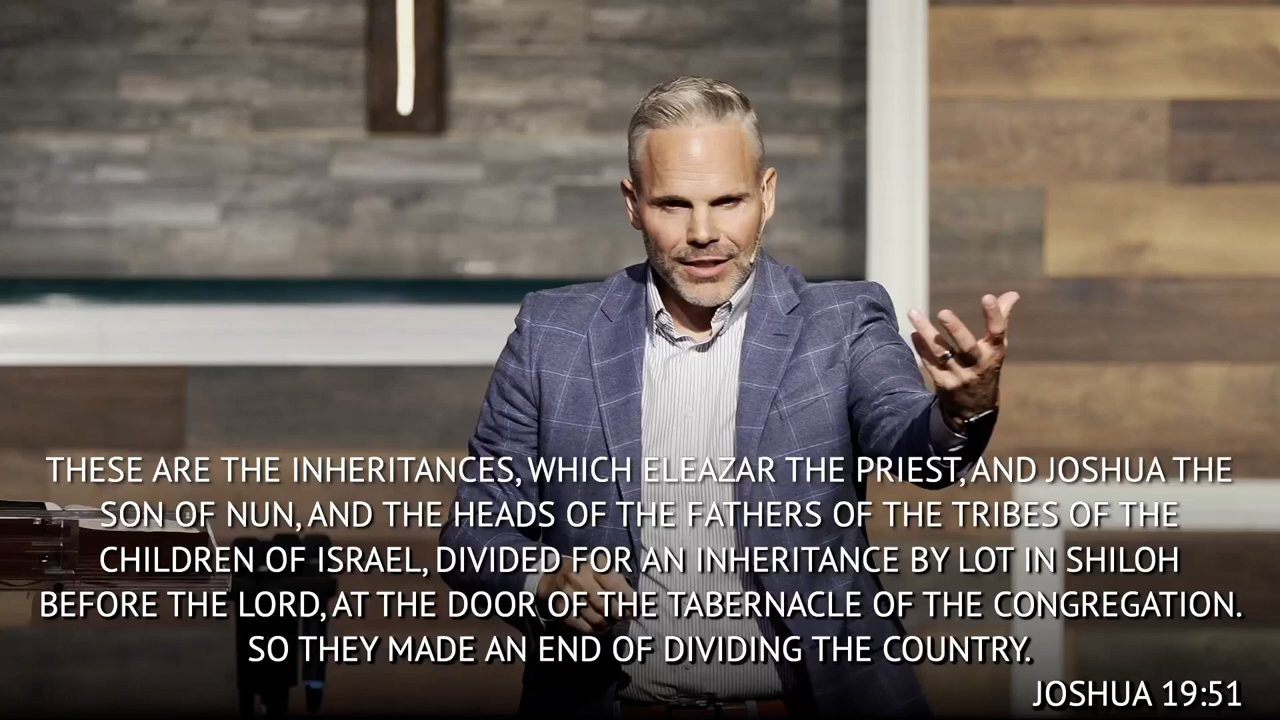 THESE ARE THE INHERITANCES, WHICH ELEAZAR THE PRIEST, AND JOSHUA THE
SON OF NUN, AND THE HEADS OF THE FATHERS OF THE TRIBES OF THE
CHILDREN OF ISRAEL, DIVIDED FOR AN INHERITANCE BY LOT IN SHILOH
BEFORE THE LORD, AT THE DOOR OF THE TABERNACLE OF THE CONGREGATION.
SO THEY MADE AN END OF DIVIDING THE COUNTRY.
JOSHUA 19:51